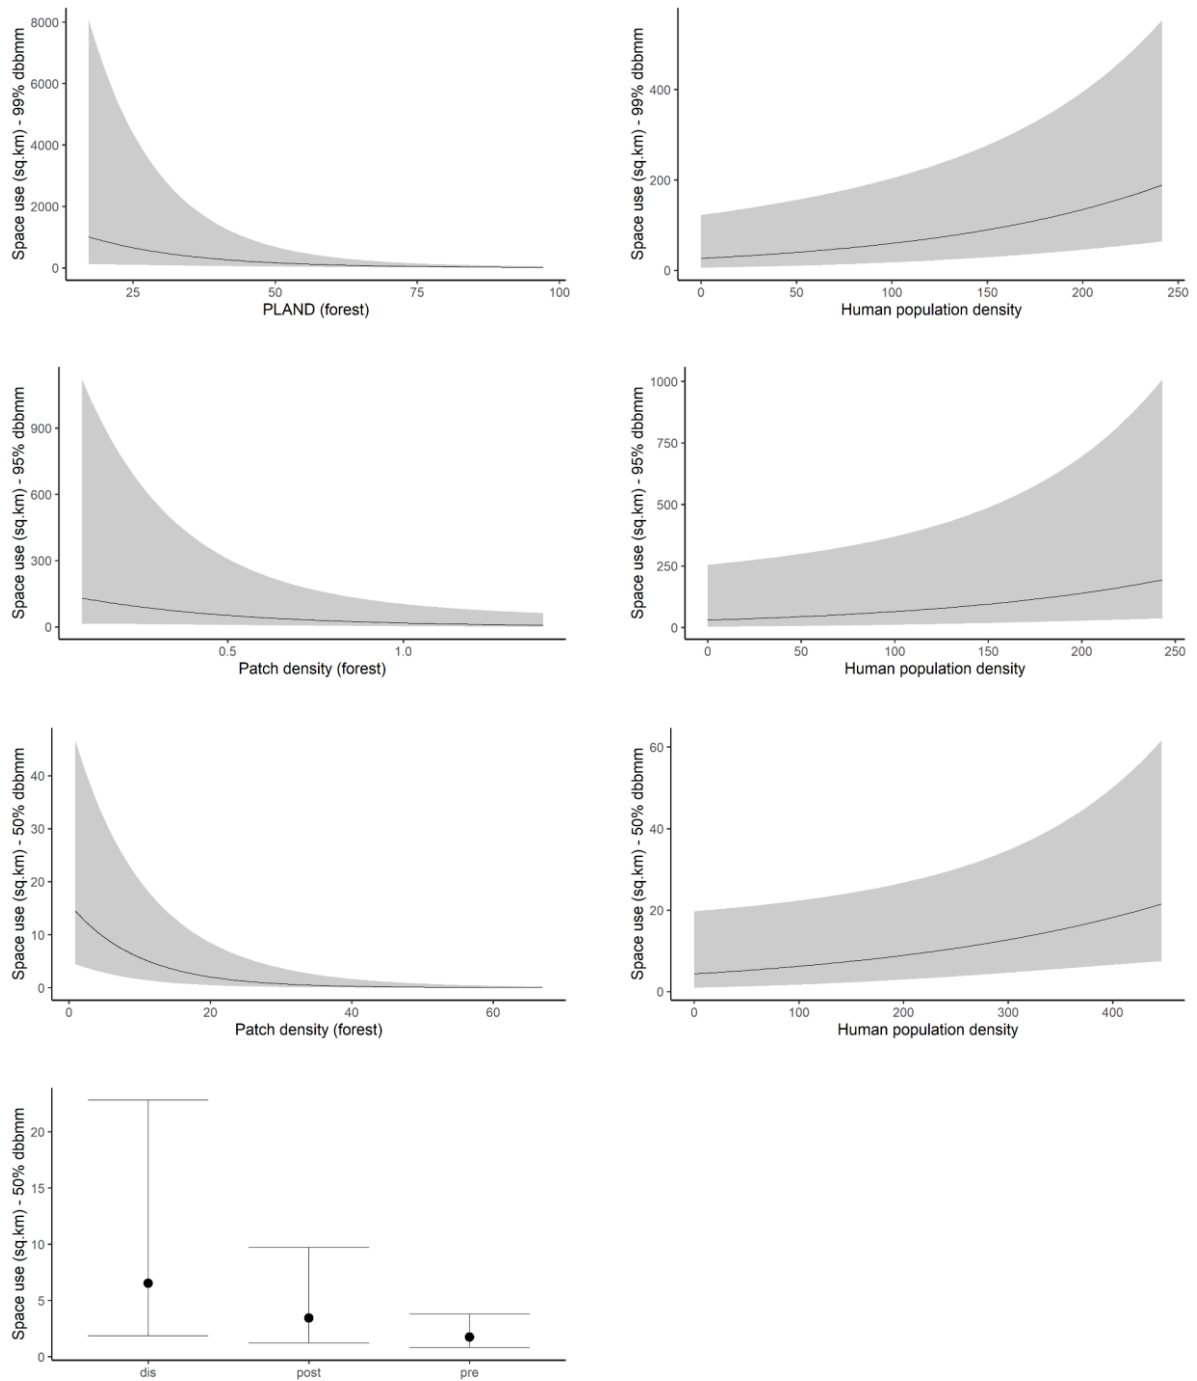 Space use (sq.km) - 99% dbbmm
8000
6000
4000
2000
0
25 50 75 100
PLAND (forest)
Space use (sq.km) - 99% dbbmm
400
200
0
0 50 100 150 200 250
Human population density
Space use (sq.km) - 95% dbbmm
900
600
300
0
0.5 1.0
Patch density (forest)
Space use (sq.km) - 95% dbbmm
1000
750
500
250
0
0 50 100 150 200 250
Human population density
Space use (sq.km) - 50% dbbmm
40
30
20
10
0
0 20 40 60
Patch density (forest)
Space use (sq.km) - 50% dbbmm
60
40
20
0
0 100 200 300 400
Human population density
Space use (sq.km) - 50% dbbmm
20
15
10
5
0
dis post pre